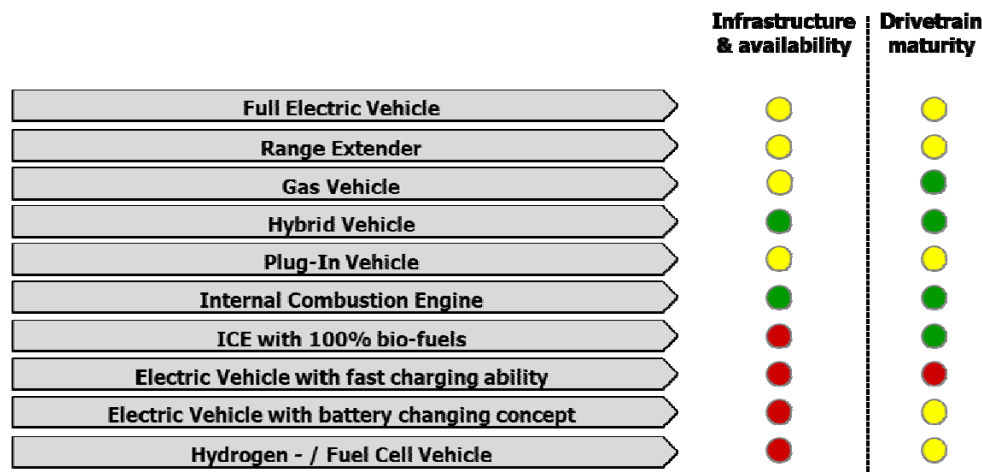 Infrastructure
& availability
Drivetrain
maturity
Full Electric Vehicle
Range Extender
Gas Vehicle
Hybrid Vehicle
Plug-In Vehicle
Internal Combustion Engine
ICE with 100% bio-fuels
Electric Vehicle with fast charging ability
Electric Vehicle with battery changing concept
Hydrogen - / Fuel Cell Vehicle